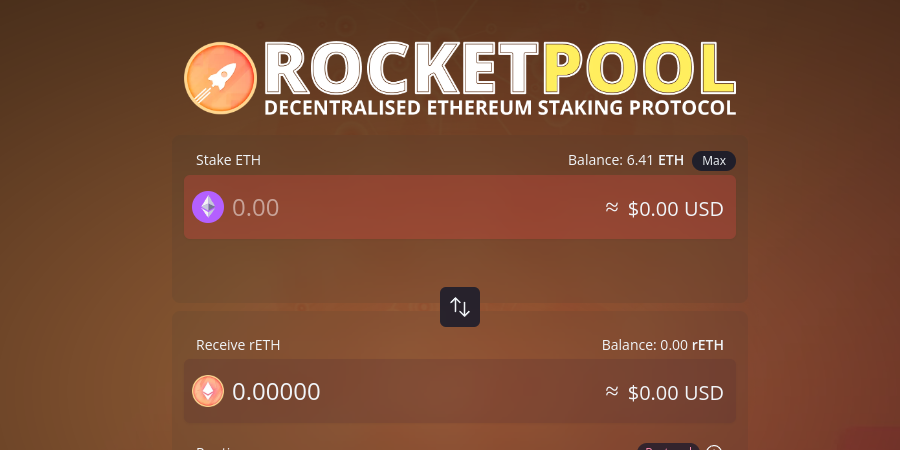 ROCKETPOOL
DECENTRALISED ETHEREUM STAKING PROTOCOL
Stake ETH Balance: 6.41 ETH Max
0.00 ≈ $0.00 USD
Receive rETH Balance: 0.00 rETH
0.00000 ≈ $0.00 USD